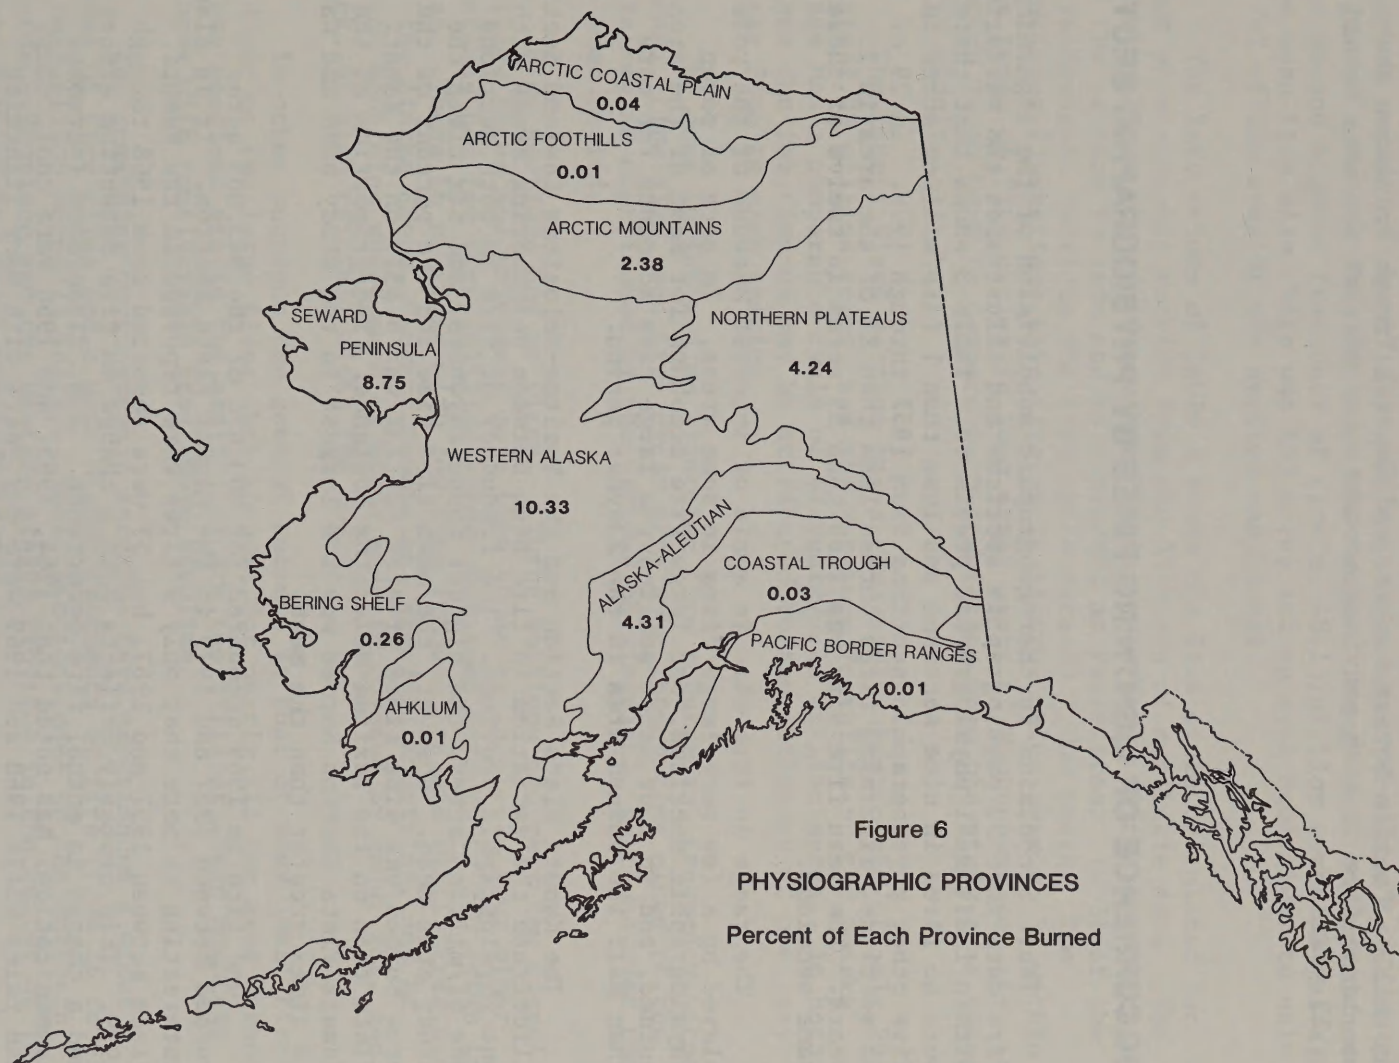 ARCTIC COASTAL PLAIN
0.04
ARCTIC FOOTHILLS
0.01
ARCTIC MOUNTAINS
2.38
SEWARD
PENINSULA
8.75
NORTHERN PLATEAUS
4.24
WESTERN ALASKA
10.33
ALASKA-ALEUTIAN
4.31
COASTAL TROUGH
0.03
BERING SHELF
0.26
PACIFIC BORDER RANGES
0.01
AHKLUM
0.01
Figure 6
PHYSIOGRAPHIC PROVINCES
Percent of Each Province Burned